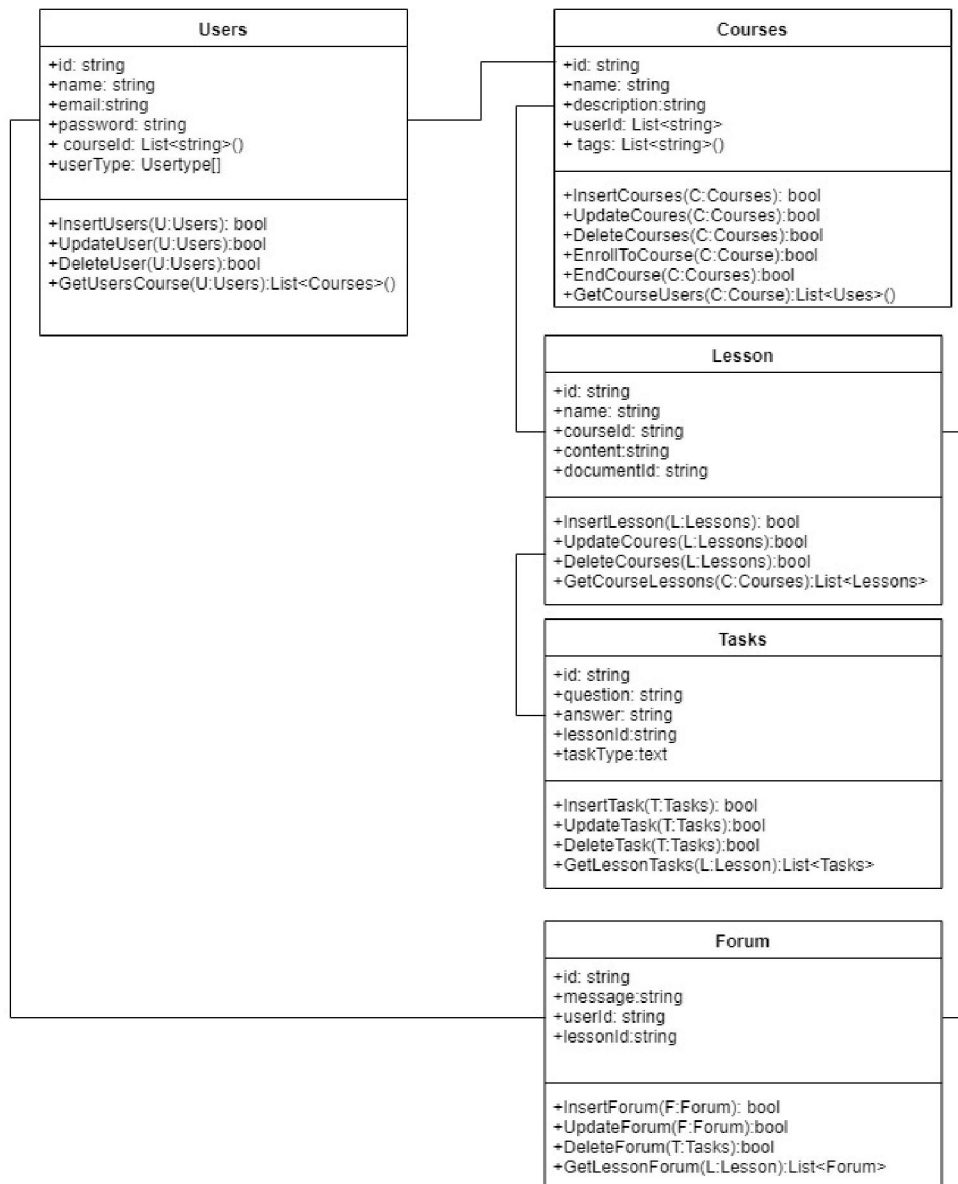 Users
+id: string
+name: string
+email:string
+password: string
+ courseId: List<string>()
+userType: Usertype[]
+InsertUsers(U:Users): bool
+UpdateUser(U:Users):bool
+DeleteUser(U:Users):bool
+GetUsersCourse(U:Users):List<Courses>()
Courses
+id: string
+name: string
+description:string
+userId: List<string>
+ tags: List<string>()
+InsertCourses(C:Courses): bool
+UpdateCoures(C:Courses):bool
+DeleteCourses(C:Courses):bool
+EnrollToCourse(C:Course):bool
+EndCourse(C:Courses):bool
+GetCourseUsers(C:Course):List<Uses>()
Lesson
+id: string
+name: string
+courseId: string
+content:string
+documentId: string
+InsertLesson(L:Lessons): bool
+UpdateCoures(L:Lessons):bool
+DeleteCourses(L:Lessons):bool
+GetCourseLessons(C:Courses):List<Lessons>
Tasks
+id: string
+question: string
+answer: string
+lessonId:string
+taskType:text
+InsertTask(T:Tasks): bool
+UpdateTask(T:Tasks):bool
+DeleteTask(T:Tasks):bool
+GetLessonTasks(L:Lesson):List<Tasks>
Forum
+id: string
+message:string
+userId: string
+lessonId:string
+InsertForum(F:Forum): bool
+UpdateForum(F:Forum):bool
+DeleteForum(T:Tasks):bool
+GetLessonForum(L:Lesson):List<Forum>